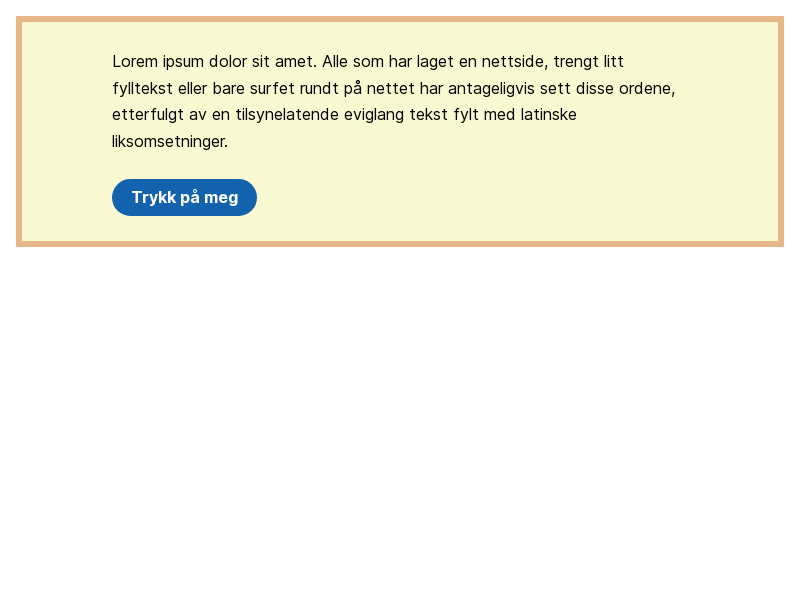 Lorem ipsum dolor sit amet. Alle som har laget en nettside, trengt litt
fylltekst eller bare surfet rundt på nettet har antageligvis sett disse ordene,
etterfulgt av en tilsynelatende eviglang tekst fylt med latinske
liksomsetninger.
Trykk på meg